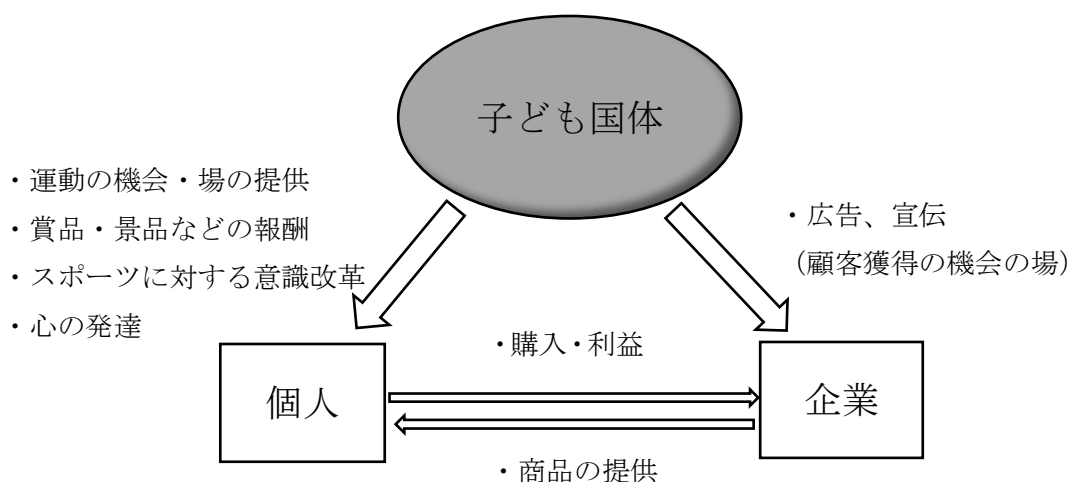 子ども国体
・運動の機会・場の提供
・賞品・景品などの報酬
・スポーツに対する意識改革
・心の発達
・広告、宣伝
（顧客獲得の機会の場）
・購入・利益
個人
企業
・商品の提供